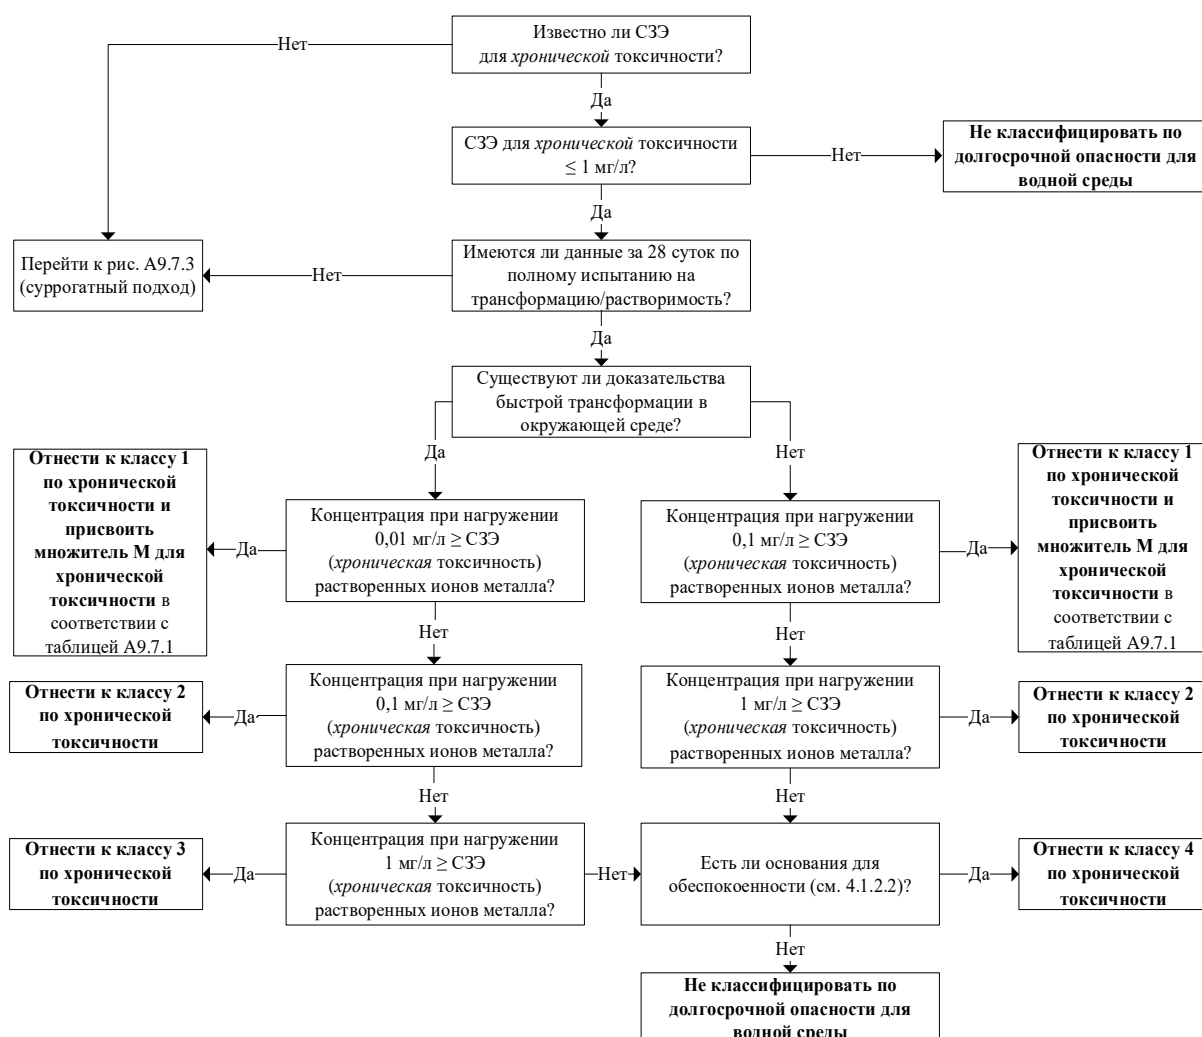 Известно ли СЗЭ
для хронической токсичности?
Нет
Да
СЗЭ для хронической токсичности
≤ 1 мг/л?
Нет
Не классифицировать по
долгосрочной опасности для
водной среды
Да
Перейти к рис. A9.7.3
(суррогатный подход)
Нет
Имеются ли данные за 28 суток по
полному испытанию на
трансформацию/растворимость?
Да
Существуют ли доказательства
быстрой трансформации в
окружающей среде?
Да
Нет
Отнести к классу 1
по хронической
токсичности и
присвоить
множитель M для
хронической
токсичности в
соответствии с
таблицей A9.7.1
Да
Концентрация при нагружении
0,01 мг/л ≥ СЗЭ
(хроническая токсичность)
растворенных ионов металла?
Концентрация при нагружении
0,1 мг/л ≥ СЗЭ
(хроническая токсичность)
растворенных ионов металла?
Да
Отнести к классу 1
по хронической
токсичности и
присвоить
множитель M для
хронической
токсичности в
соответствии с
таблицей A9.7.1
Нет
Нет
Отнести к классу 2
по хронической
токсичности
Да
Концентрация при нагружении
0,1 мг/л ≥ СЗЭ
(хроническая токсичность)
растворенных ионов металла?
Концентрация при нагружении
1 мг/л ≥ СЗЭ
(хроническая токсичность)
растворенных ионов металла?
Да
Отнести к классу 2
по хронической
токсичности
Нет
Нет
Отнести к классу 3
по хронической
токсичности
Да
Концентрация при нагружении
1 мг/л ≥ СЗЭ
(хроническая токсичность)
растворенных ионов металла?
Нет
Есть ли основания для
обеспокоенности (см. 4.1.2.2)?
Да
Отнести к классу 4
по хронической
токсичности
Нет
Не классифицировать по
долгосрочной опасности для
водной среды